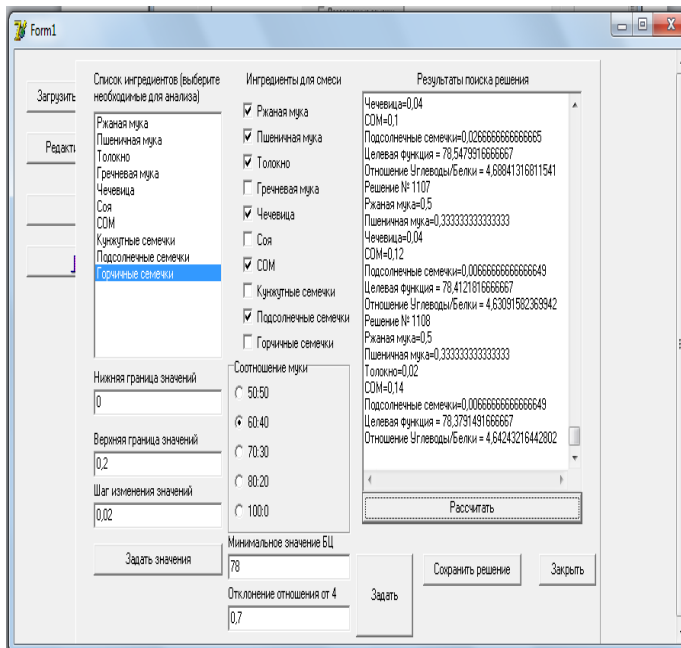 Form1
Загрузить
Редакти
Список ингредиентов (выберите
необходимые для анализа)
Ржаная мука
Пшеничная мука
Толокно
Гречневая мука
Чечевица
Соя
СОМ
Кунжутные семечки
Подсолнечные семечки
Горчичные семечки
Нижняя граница значений
0
Верхняя граница значений
0,2
Шаг изменения значений
0,02
Задать значения
Ингредиенты для смеси
Ржаная мука
Пшеничная мука
Толокно
Гречневая мука
Чечевица
Соя
СОМ
Кунжутные семечки
Подсолнечные семечки
Горчичные семечки
Соотношение муки
50:50
60:40
70:30
80:20
100:0
Минимальное значение БЦ
78
Отклонение отношения от 4
0,7
Задать
Результаты поиска решения
Чечевица=0,04
СОМ=0,1
Подсолнечные семечки=0,0266666666666665
Целевая функция = 78,5479916666667
Отношение Углеводы/Белки = 4,68841316811541
Решение № 1107
Ржаная мука=0,5
Пшеничная мука=0,333333333333333
Чечевица=0,04
СОМ=0,12
Подсолнечные семечки=0,00666666666666649
Целевая функция = 78,4121816666667
Отношение Углеводы/Белки = 4,63091582369942
Решение № 1108
Ржаная мука=0,5
Пшеничная мука=0,333333333333333
Толокно=0,02
СОМ=0,14
Подсолнечные семечки=0,00666666666666649
Целевая функция = 78,3791491666667
Отношение Углеводы/Белки = 4,64243216442802
Рассчитать
Сохранить решение
Закрыть